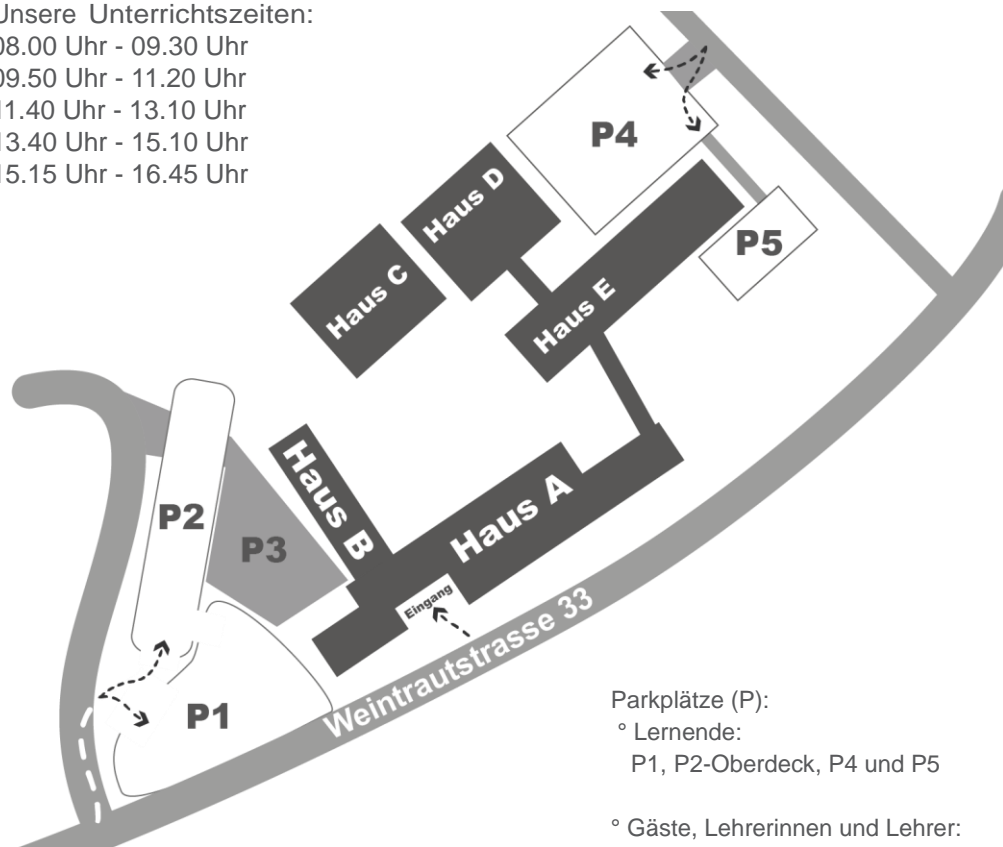 Unsere Unterrichtszeiten:
08.00 Uhr - 09.30 Uhr
09.50 Uhr - 11.20 Uhr
11.40 Uhr - 13.10 Uhr
13.40 Uhr - 15.10 Uhr
15.15 Uhr - 16.45 Uhr
P4
Haus D
P5
Haus C
Haus E
Haus B
Haus A
P2
P3
Eingang
Weintrautstrasse 33
P1
Parkplätze (P):
° Lernende:
P1, P2-Oberdeck, P4 und P5
° Gäste, Lehrerinnen und Lehrer: